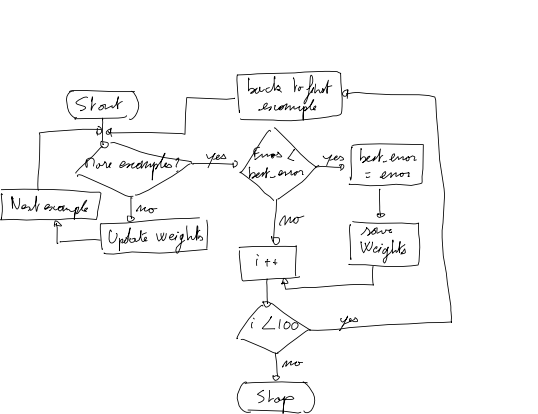 back to first
example
Start
More examples?
yes
Error <
best_error
yes
best_error
= error
Next example
no
Update weights
no
save
Weights
i++
i < 100
yes
no
Stop